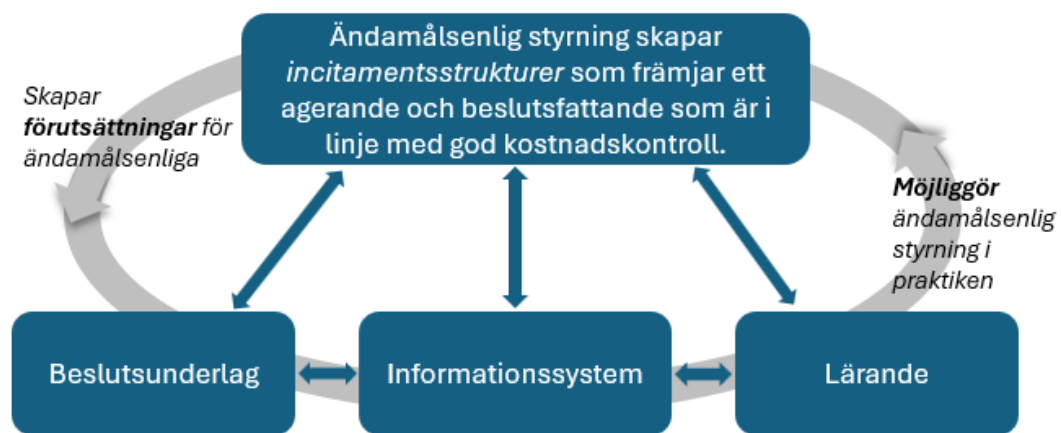 Ändamålsenlig styrning skapar
incitamentsstrukturer som främjar ett
agerande och beslutsfattande som är i
linje med god kostnadskontroll.
Skapar
förutsättningar för
ändamålsenliga
Möjliggör
ändamålsenlig
styrning i
praktiken
Beslutsunderlag
Informationssystem
Lärande